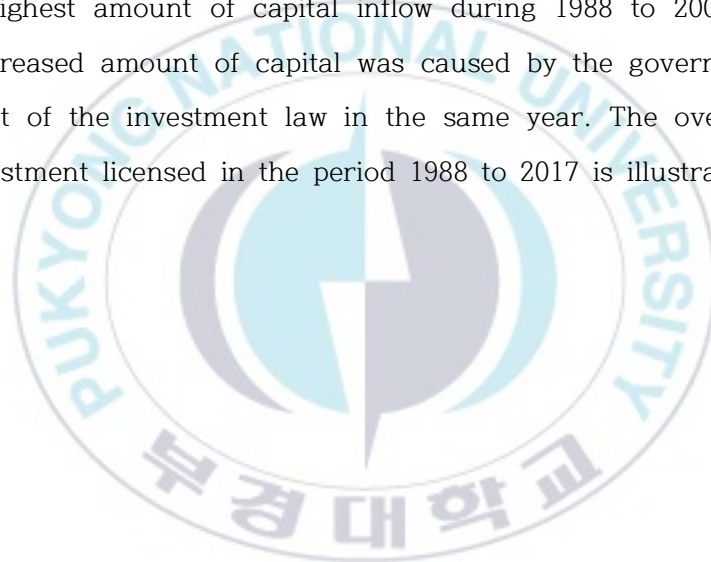 ighest amount of capital inflow during 1988 to 200
reased amount of capital was caused by the govern
t of the investment law in the same year. The ove
stment licensed in the period 1988 to 2017 is illustra
PUKYONG NATIONAL UNIVERSITY
부경대학교